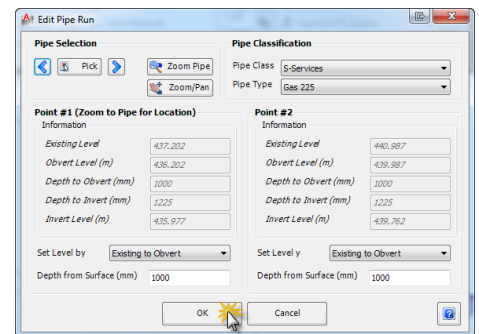 Edit Pipe Run
Pipe Selection
Pick
Zoom Pipe
Zoom/Pan
Pipe Classification
Pipe Class S-Services
Pipe Type Gas 225
Point #1 (Zoom to Pipe for Location)
Information
Existing Level 437.202
Obvert Level (m) 436.202
Depth to Obvert (mm) 1000
Depth to Invert (mm) 1225
Invert Level (m) 435.977
Set Level by Existing to Obvert
Depth from Surface (mm) 1000
Point #2
Information
Existing Level 440.987
Obvert Level (m) 439.987
Depth to Obvert (mm) 1000
Depth to Invert (mm) 1225
Invert Level (m) 439.762
Set Level y Existing to Obvert
Depth from Surface (mm) 1000
OK
Cancel